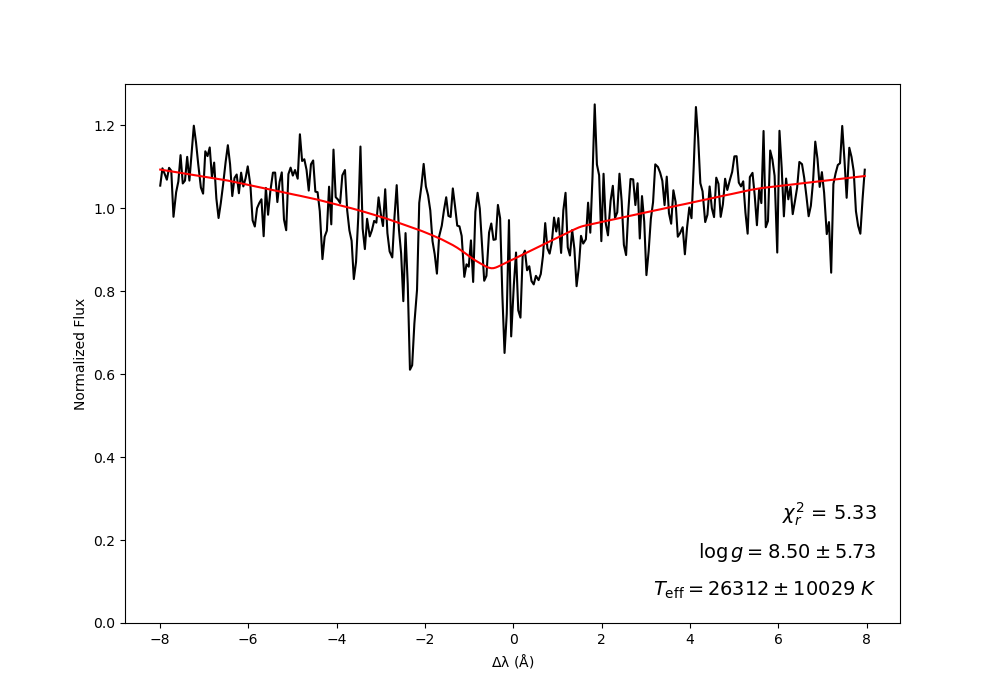 1.2
1.0
0.8
0.6
0.4
0.2
0.0
Normalized Flux
χ²ᵣ = 5.33
log g = 8.50 ± 5.73
T_eff = 26312 ± 10029 K
−8 −6 −4 −2 0 2 4 6 8
Δλ (Å)